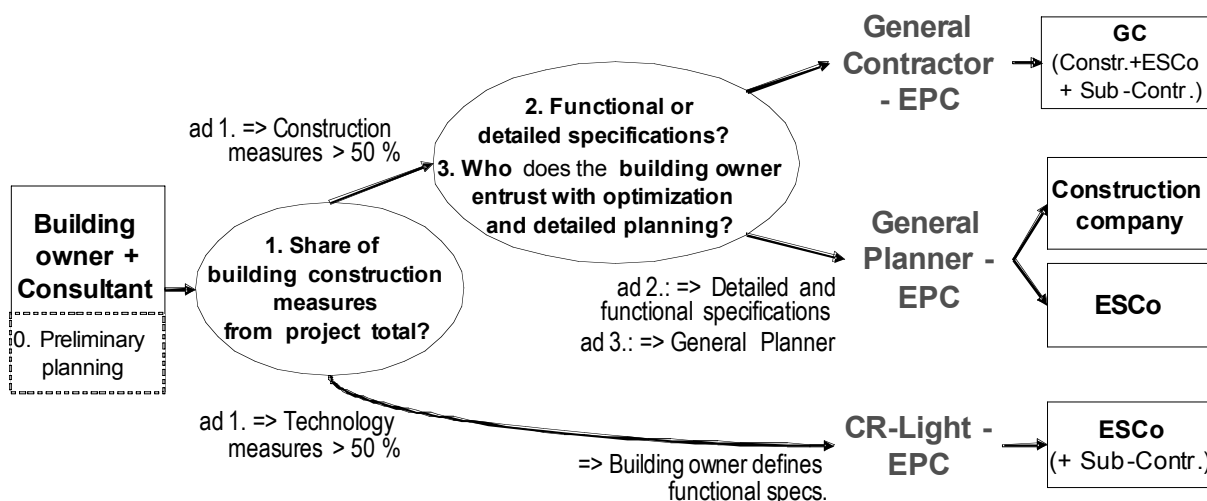 Building
owner +
Consultant
0. Preliminary
planning
1. Share of
building construction
measures
from project total?
ad 1. => Construction
measures > 50 %
2. Functional or
detailed specifications?
3. Who does the building owner
entrust with optimization
and detailed planning?
General
Contractor
- EPC
GC
(Constr.+ESCo
+ Sub-Contr.)
ad 2.: => Detailed and
functional specifications
ad 3.: => General Planner
General
Planner -
EPC
Construction
company
ESCo
ad 1. => Technology
measures > 50 %
=> Building owner defines
functional specs.
CR-Light -
EPC
ESCo
(+ Sub-Contr.)